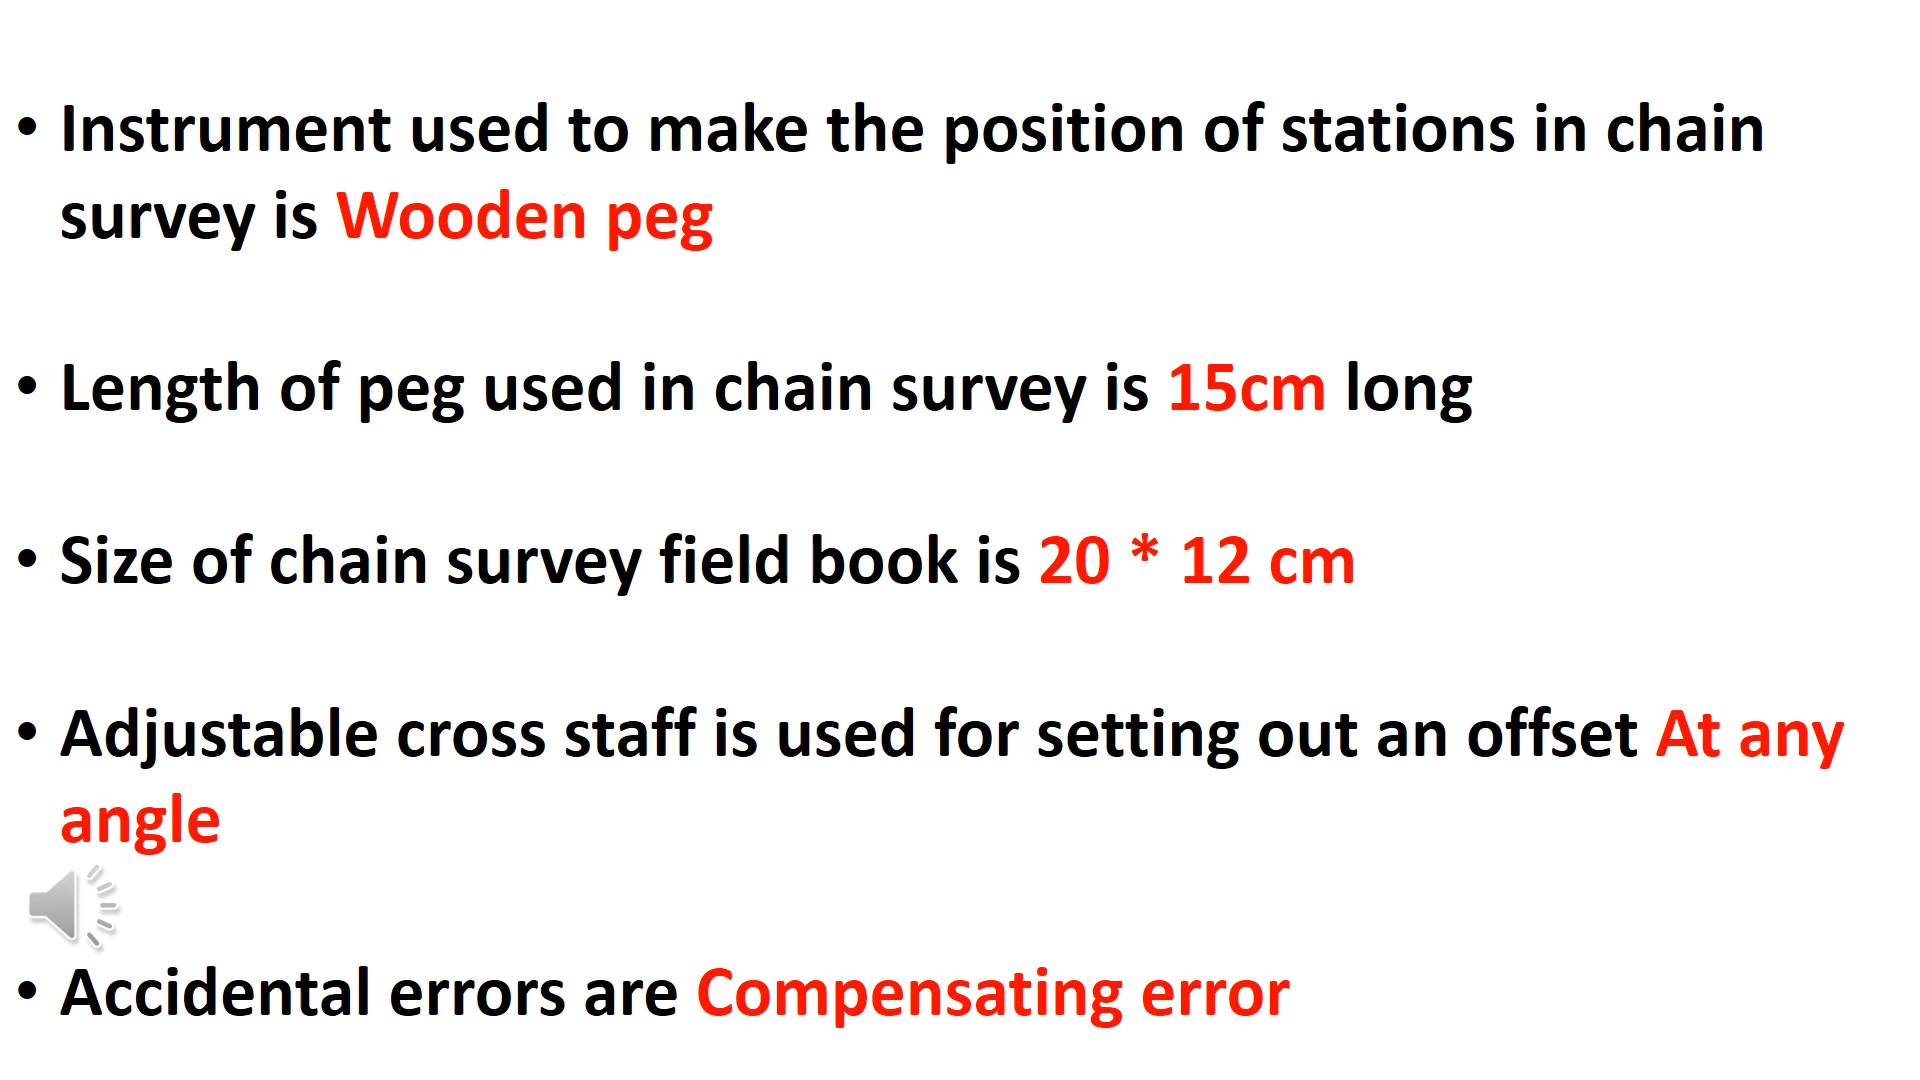 • Instrument used to make the position of stations in chain
survey is Wooden peg
• Length of peg used in chain survey is 15cm long
• Size of chain survey field book is 20 * 12 cm
• Adjustable cross staff is used for setting out an offset At any
angle
• Accidental errors are Compensating error